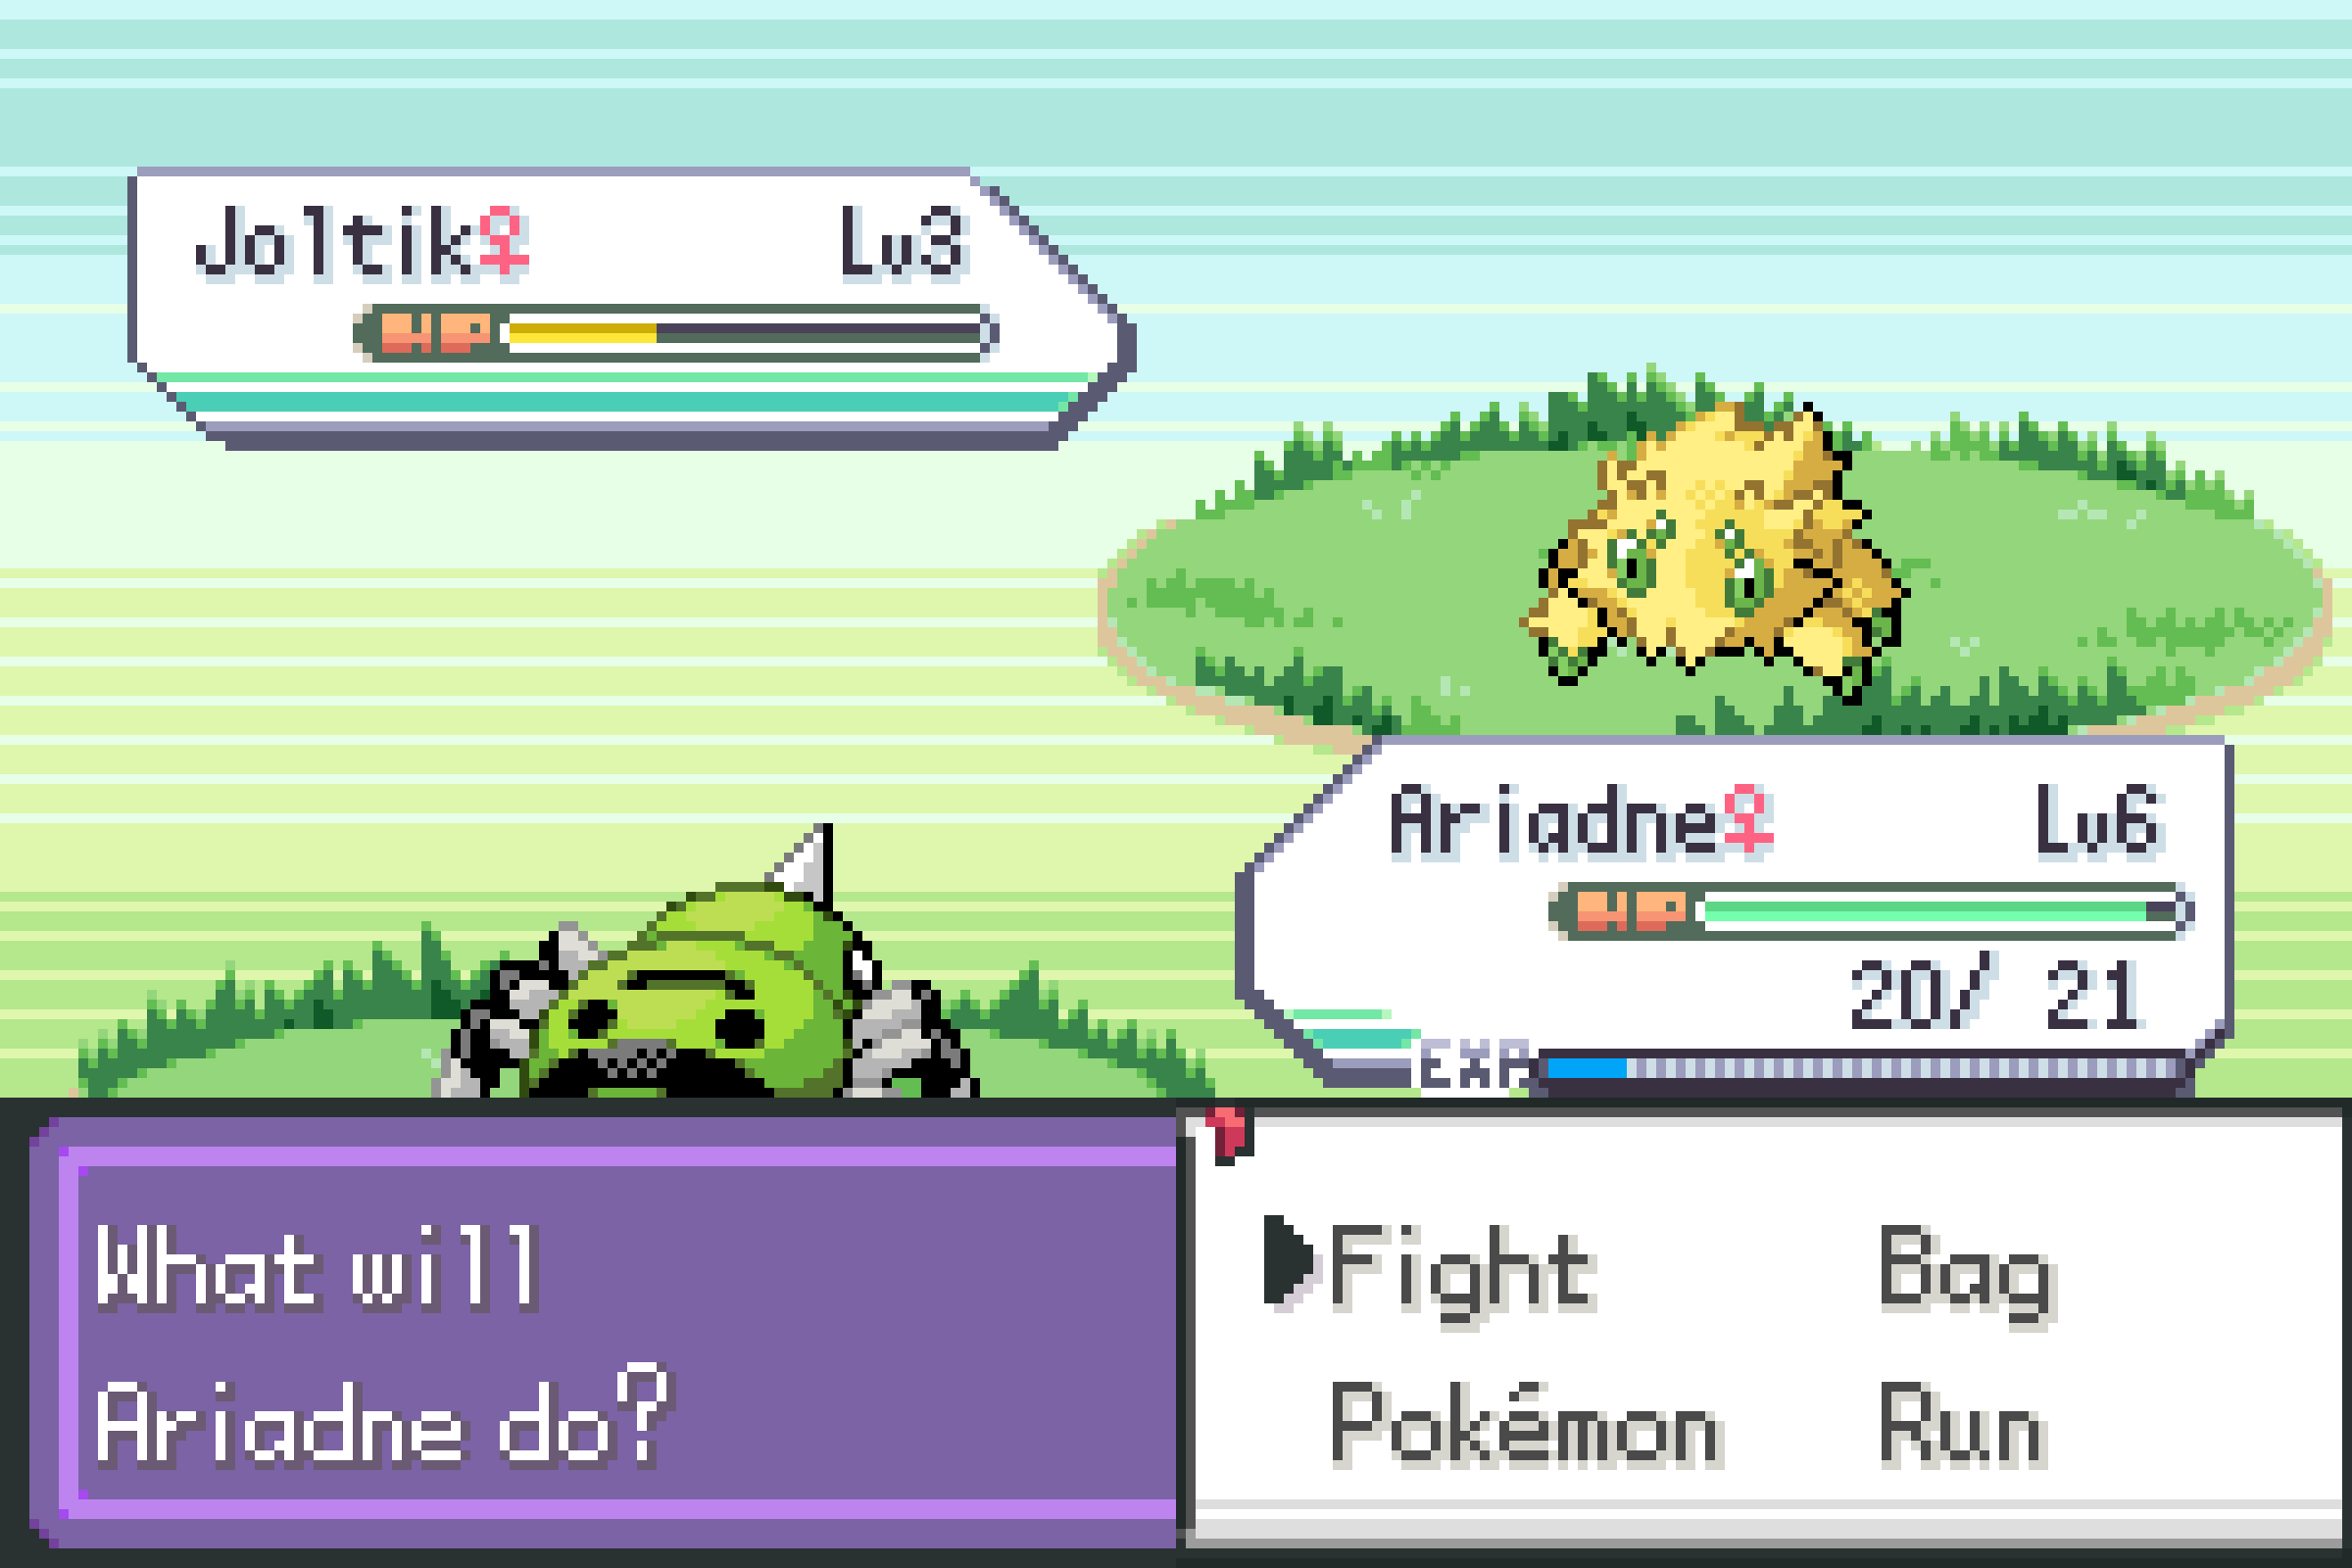 Joltik♀ Lv3
HP
Ariadne♀ Lv6
HP
20/ 21
EXP
What will
Ariadne do?
Fight Bag
Pokémon Run